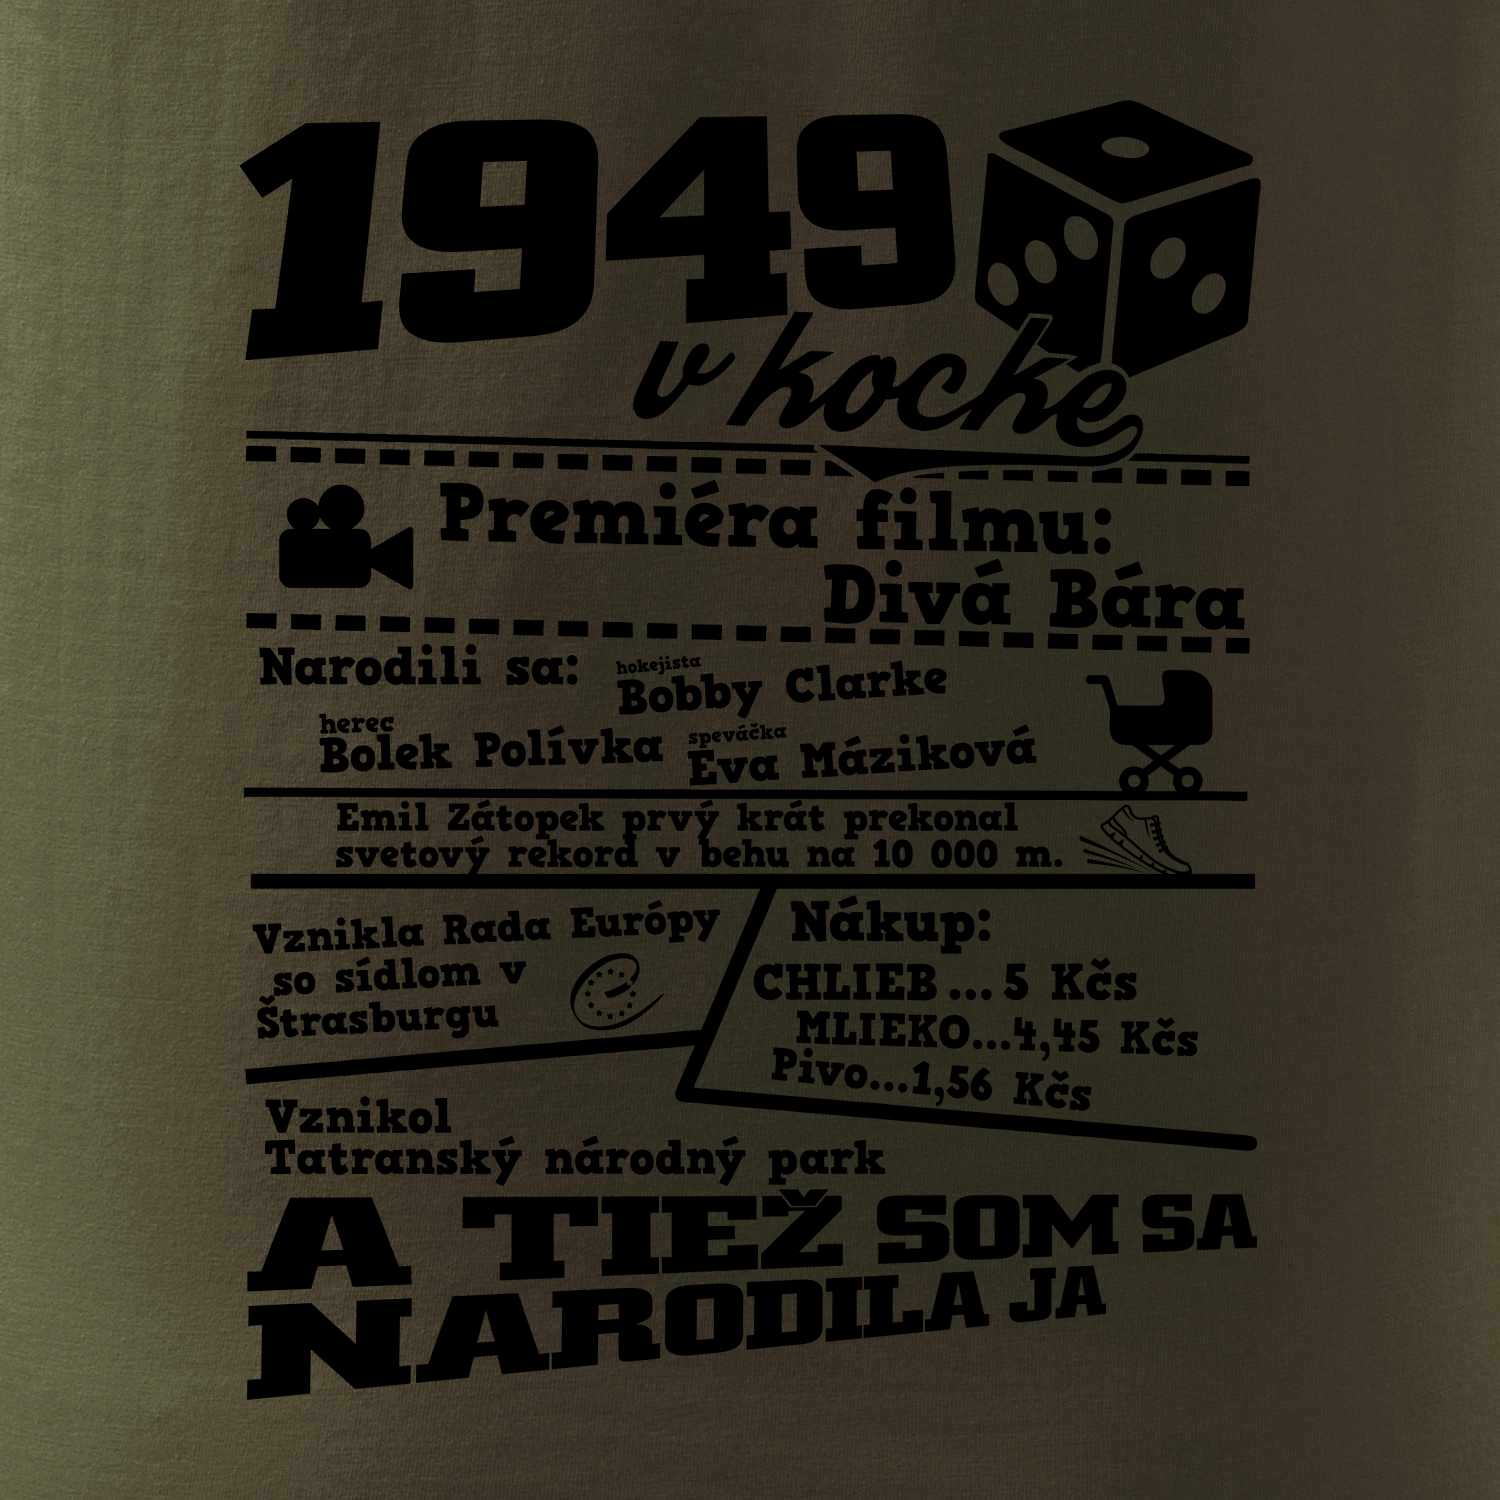 1949
v kocke
Premiéra filmu:
Divá Bára
Narodili sa:
hokejista
Bobby Clarke
herec
Bolek Polívka
speváčka
Eva Máziková
Emil Zátopek prvý krát prekonal
svetový rekord v behu na 10 000 m.
Vznikla Rada Európy
so sídlom v
Štrasburgu
Nákup:
CHLIEB ... 5 Kčs
MLIEKO...4,45 Kčs
Pivo...1,56 Kčs
Vznikol
Tatranský národný park
A TIEŽ SOM SA
NARODILA JA